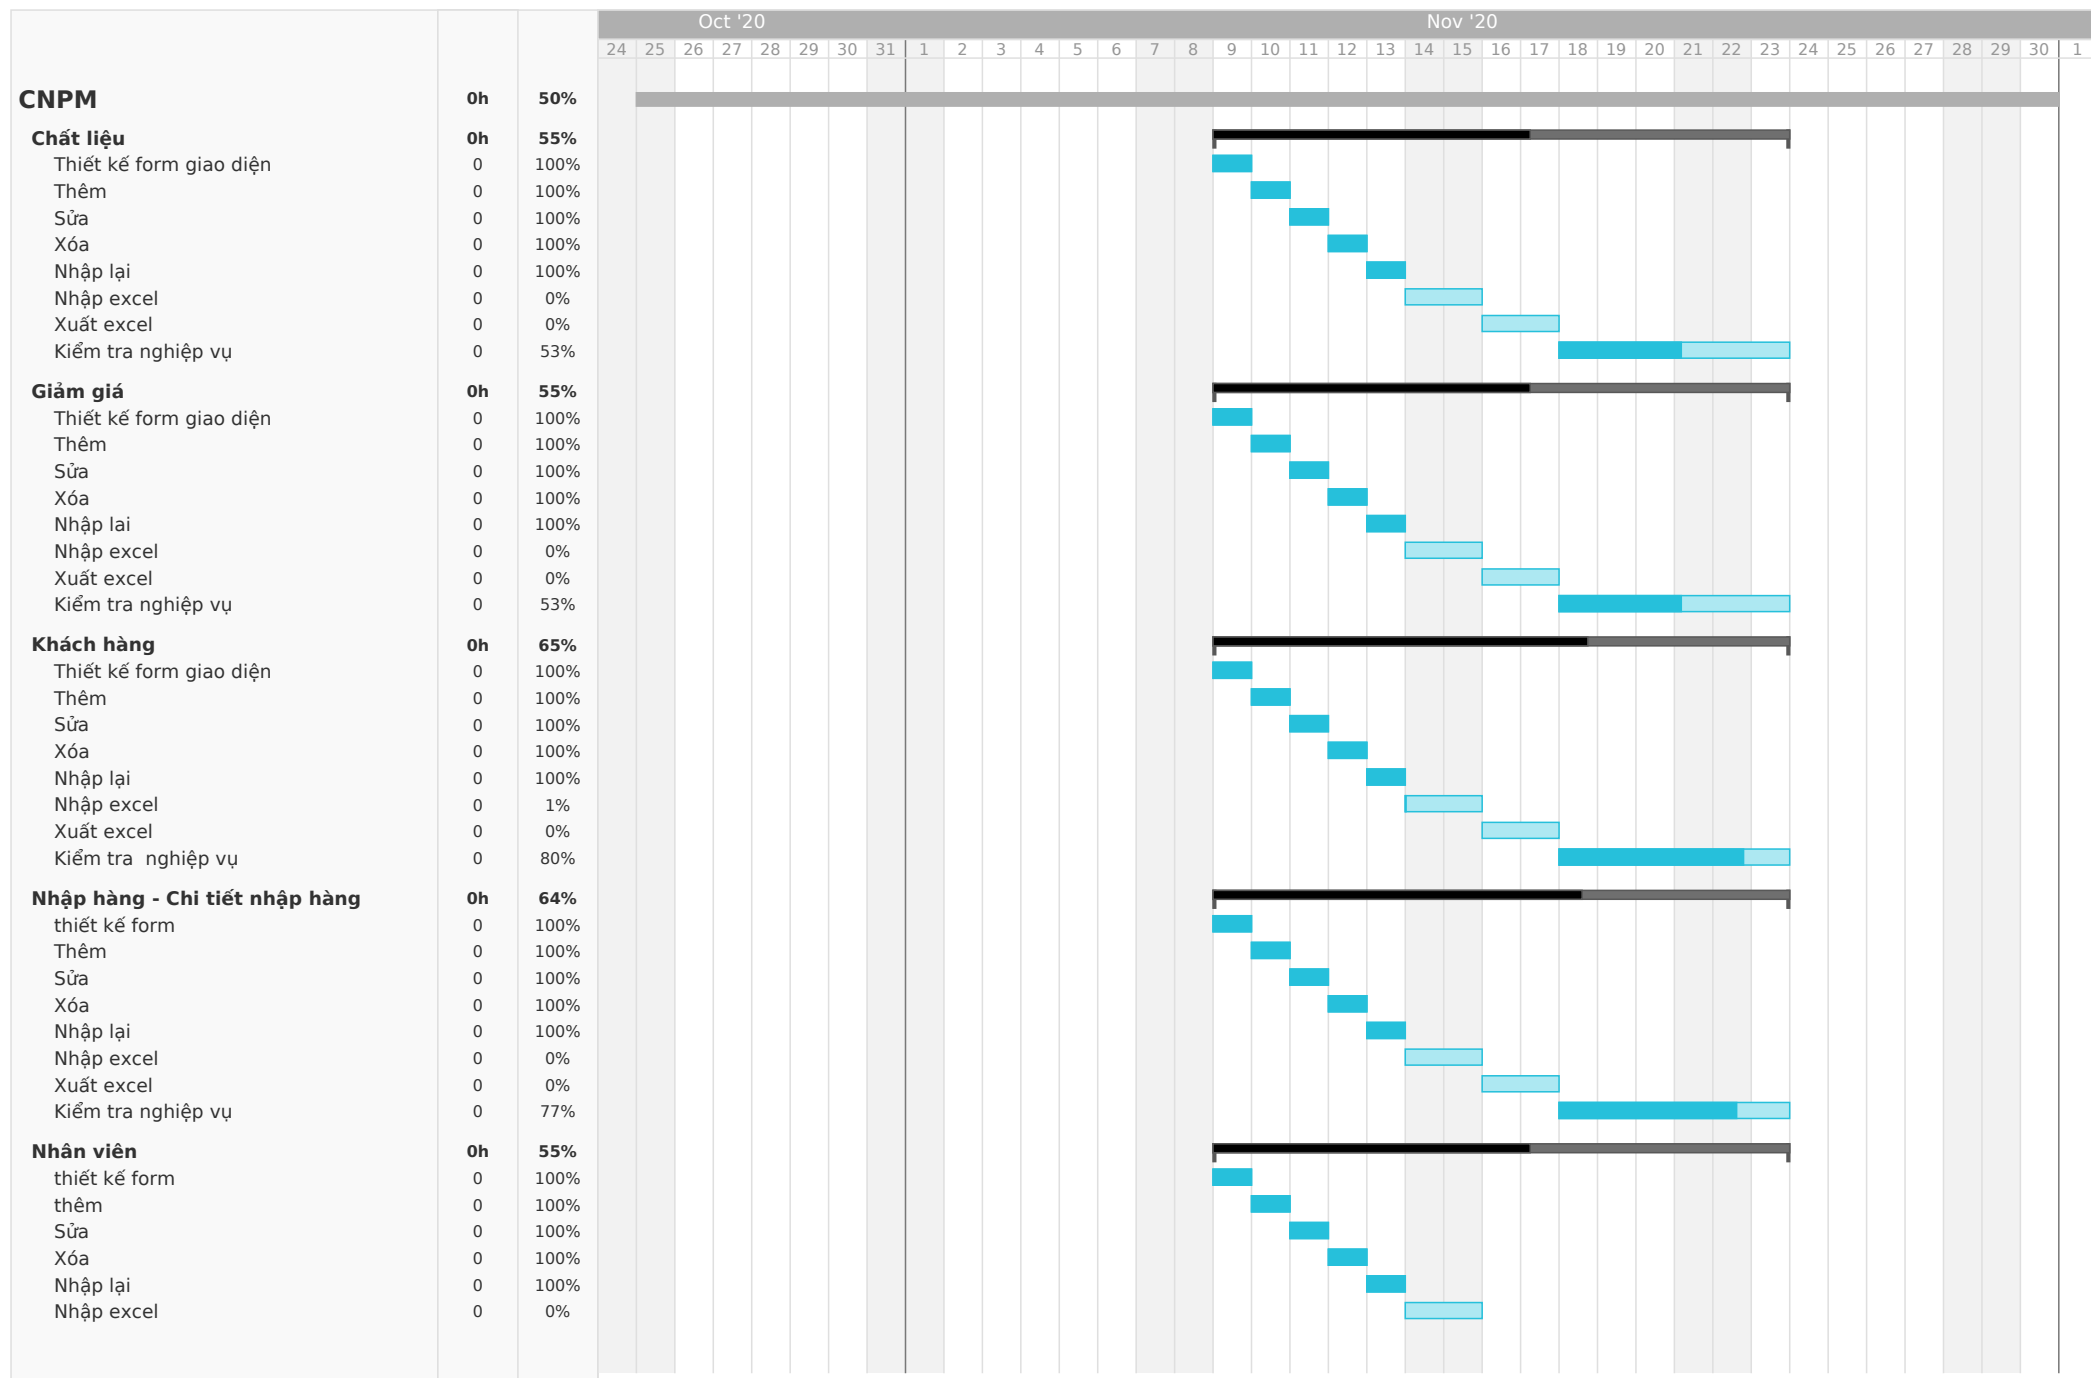 Oct '20 Nov '20
24 25 26 27 28 29 30 31 1 2 3 4 5 6 7 8 9 10 11 12 13 14 15 16 17 18 19 20 21 22 23 24 25 26 27 28 29 30 1
CNPM 0h 50%
Chất liệu 0h 55%
Thiết kế form giao diện 0 100%
Thêm 0 100%
Sửa 0 100%
Xóa 0 100%
Nhập lại 0 100%
Nhập excel 0 0%
Xuất excel 0 0%
Kiểm tra nghiệp vụ 0 53%
Giảm giá 0h 55%
Thiết kế form giao diện 0 100%
Thêm 0 100%
Sửa 0 100%
Xóa 0 100%
Nhập lai 0 100%
Nhập excel 0 0%
Xuất excel 0 0%
Kiểm tra nghiệp vụ 0 53%
Khách hàng 0h 65%
Thiết kế form giao diện 0 100%
Thêm 0 100%
Sửa 0 100%
Xóa 0 100%
Nhập lại 0 100%
Nhập excel 0 1%
Xuất excel 0 0%
Kiểm tra  nghiệp vụ 0 80%
Nhập hàng - Chi tiết nhập hàng 0h 64%
thiết kế form 0 100%
Thêm 0 100%
Sửa 0 100%
Xóa 0 100%
Nhập lại 0 100%
Nhập excel 0 0%
Xuất excel 0 0%
Kiểm tra nghiệp vụ 0 77%
Nhân viên 0h 55%
thiết kế form 0 100%
thêm 0 100%
Sửa 0 100%
Xóa 0 100%
Nhập lại 0 100%
Nhập excel 0 0%